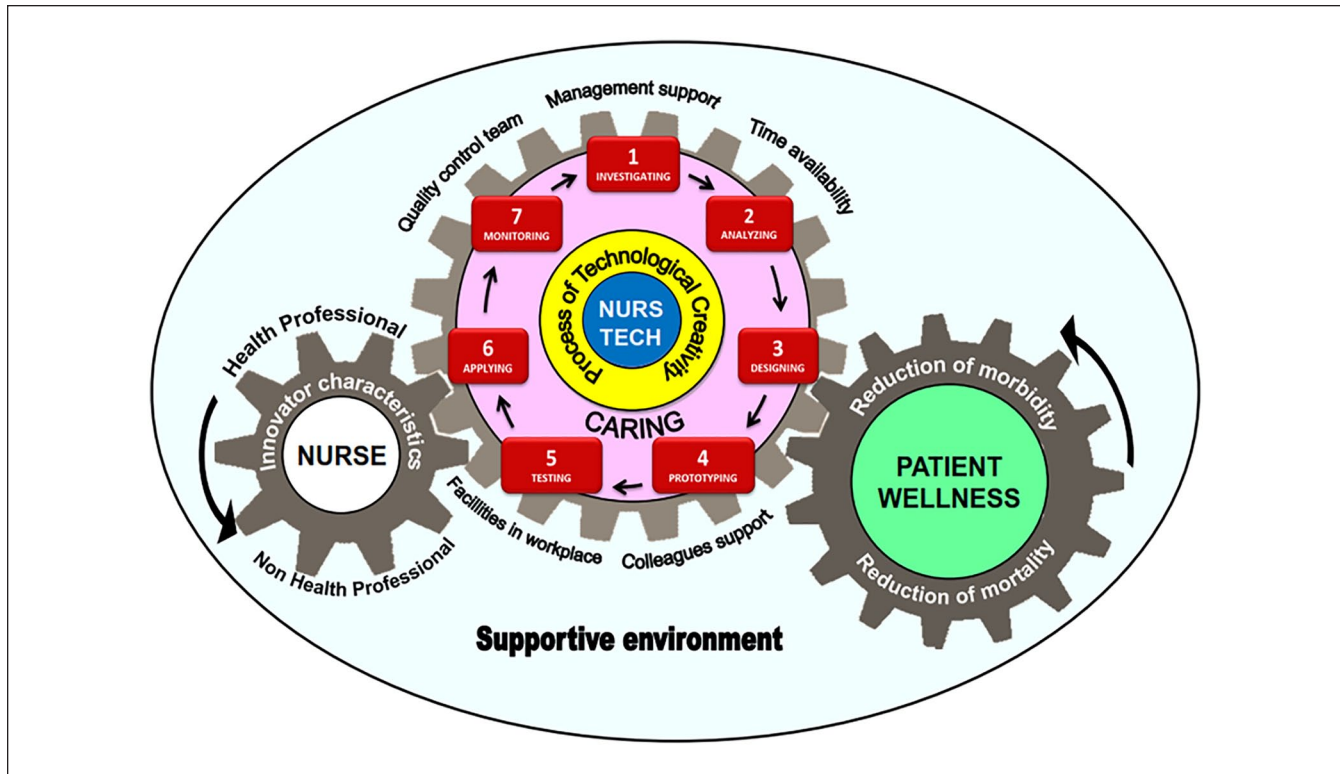 Management support
Quality control team
Time availability
1
INVESTIGATING
2
ANALYZING
3
DESIGNING
4
PROTOTYPING
5
TESTING
6
APPLYING
7
MONITORING
Process of Technological Creativity
NURS
TECH
CARING
Health Professional
Innovator characteristics
NURSE
Non Health Professional
Facillities in workplace
Colleagues support
Reduction of morbidity
PATIENT
WELLNESS
Reduction of mortality
Supportive environment